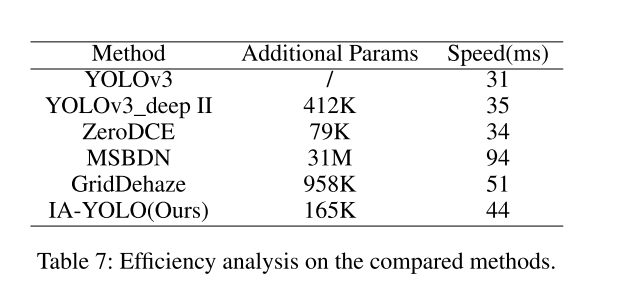 Method Additional Params Speed(ms)
YOLOv3 / 31
YOLOv3_deep II 412K 35
ZeroDCE 79K 34
MSBDN 31M 94
GridDehaze 958K 51
IA-YOLO(Ours) 165K 44
Table 7: Efficiency analysis on the compared methods.